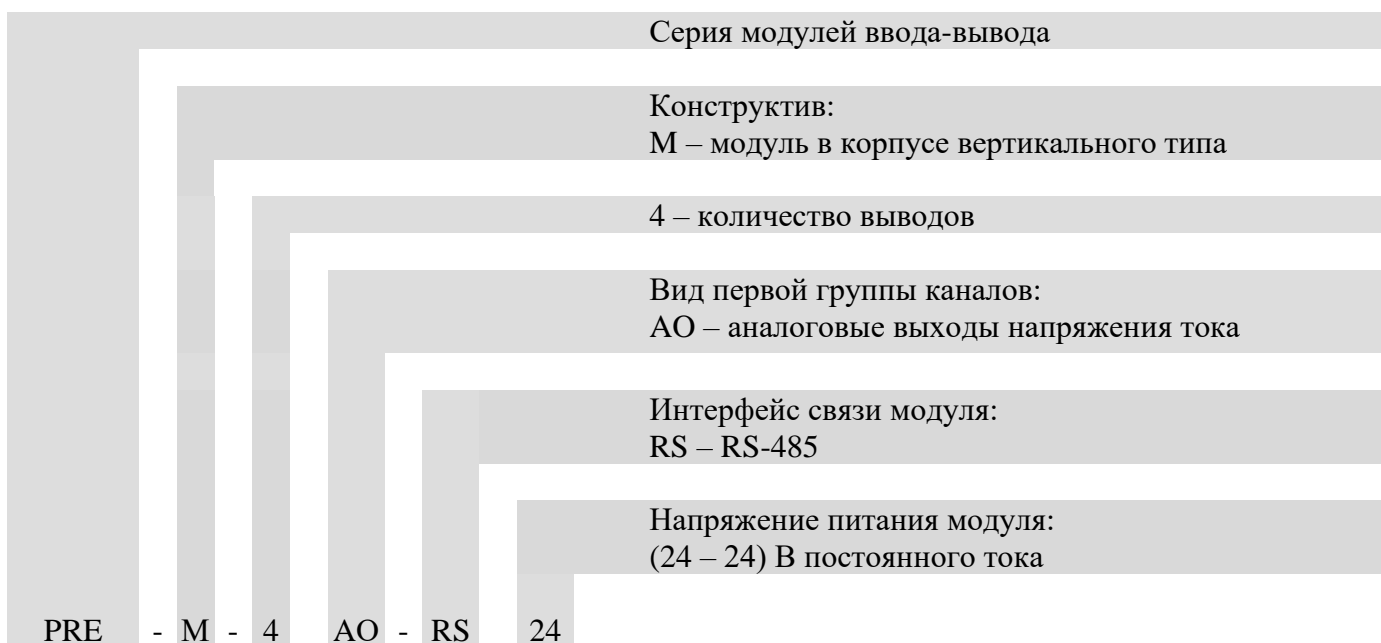 Серия модулей ввода-вывода
Конструктив:
М – модуль в корпусе вертикального типа
4 – количество выводов
Вид первой группы каналов:
АО – аналоговые выходы напряжения тока
Интерфейс связи модуля:
RS – RS-485
Напряжение питания модуля:
(24 – 24) В постоянного тока
PRE - M - 4 AO - RS 24